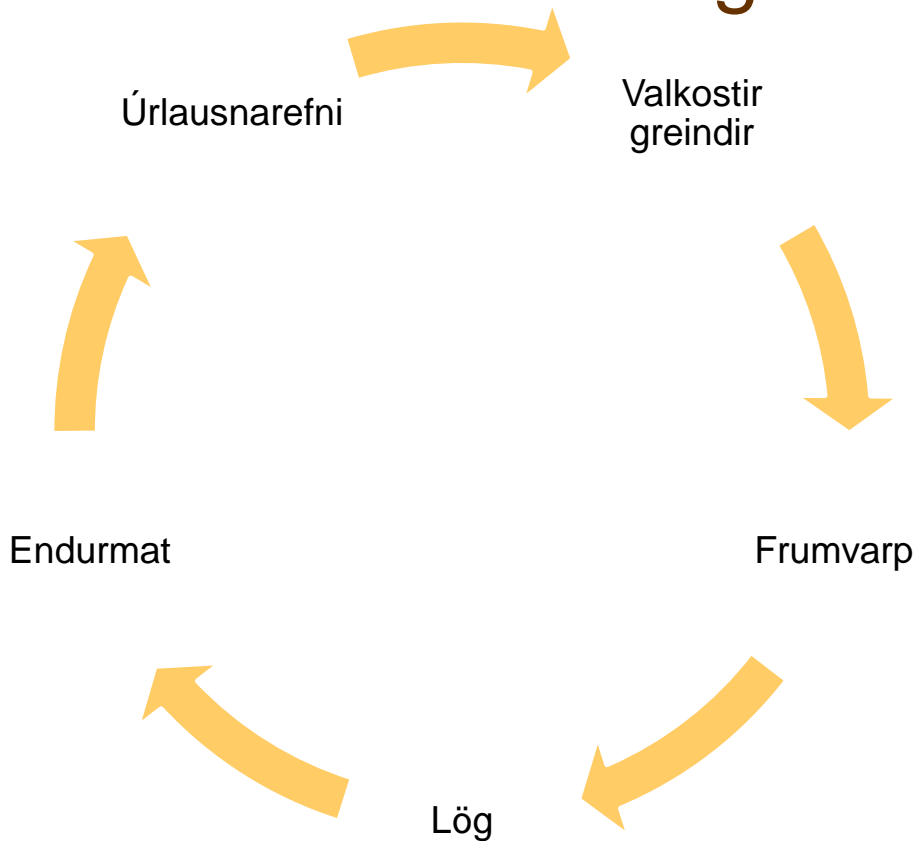 Úrlausnarefni
Valkostir
greindir
Frumvarp
Lög
Endurmat